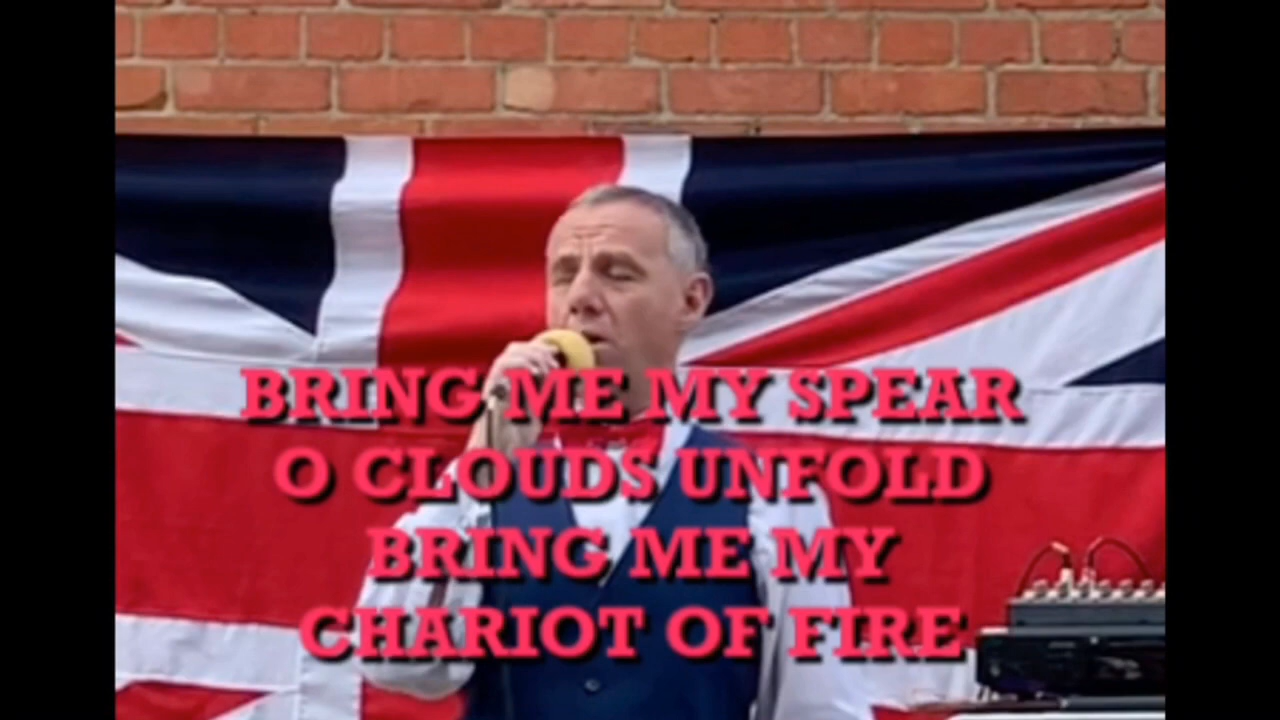 BRING ME MY SPEAR
O CLOUDS UNFOLD
BRING ME MY
CHARIOT OF FIRE